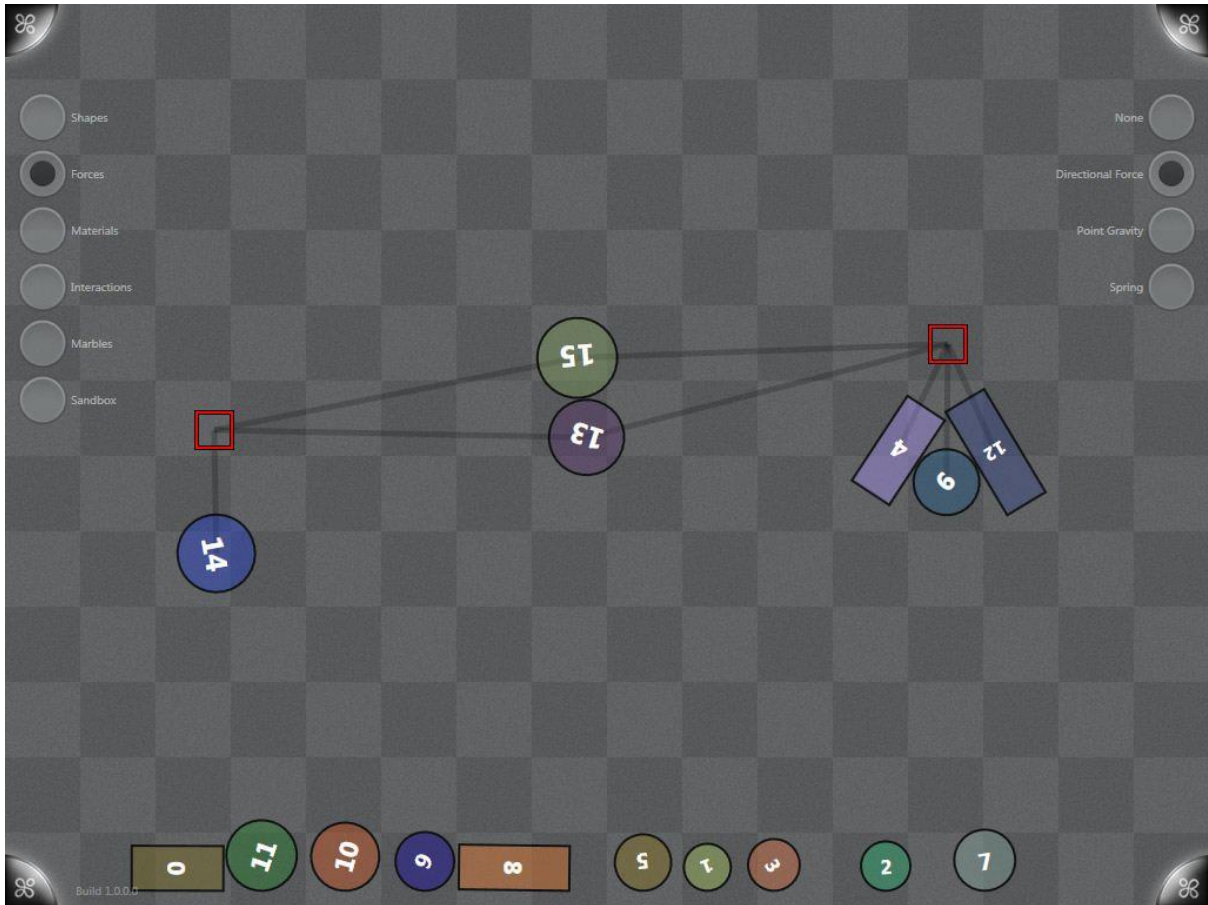 Shapes
Forces
Materials
Interactions
Marbles
Sandbox
None
Directional Force
Point Gravity
Spring
15
13
14
4
9
12
0
11
10
6
8
5
1
3
2
7
Build 1.0.0.0